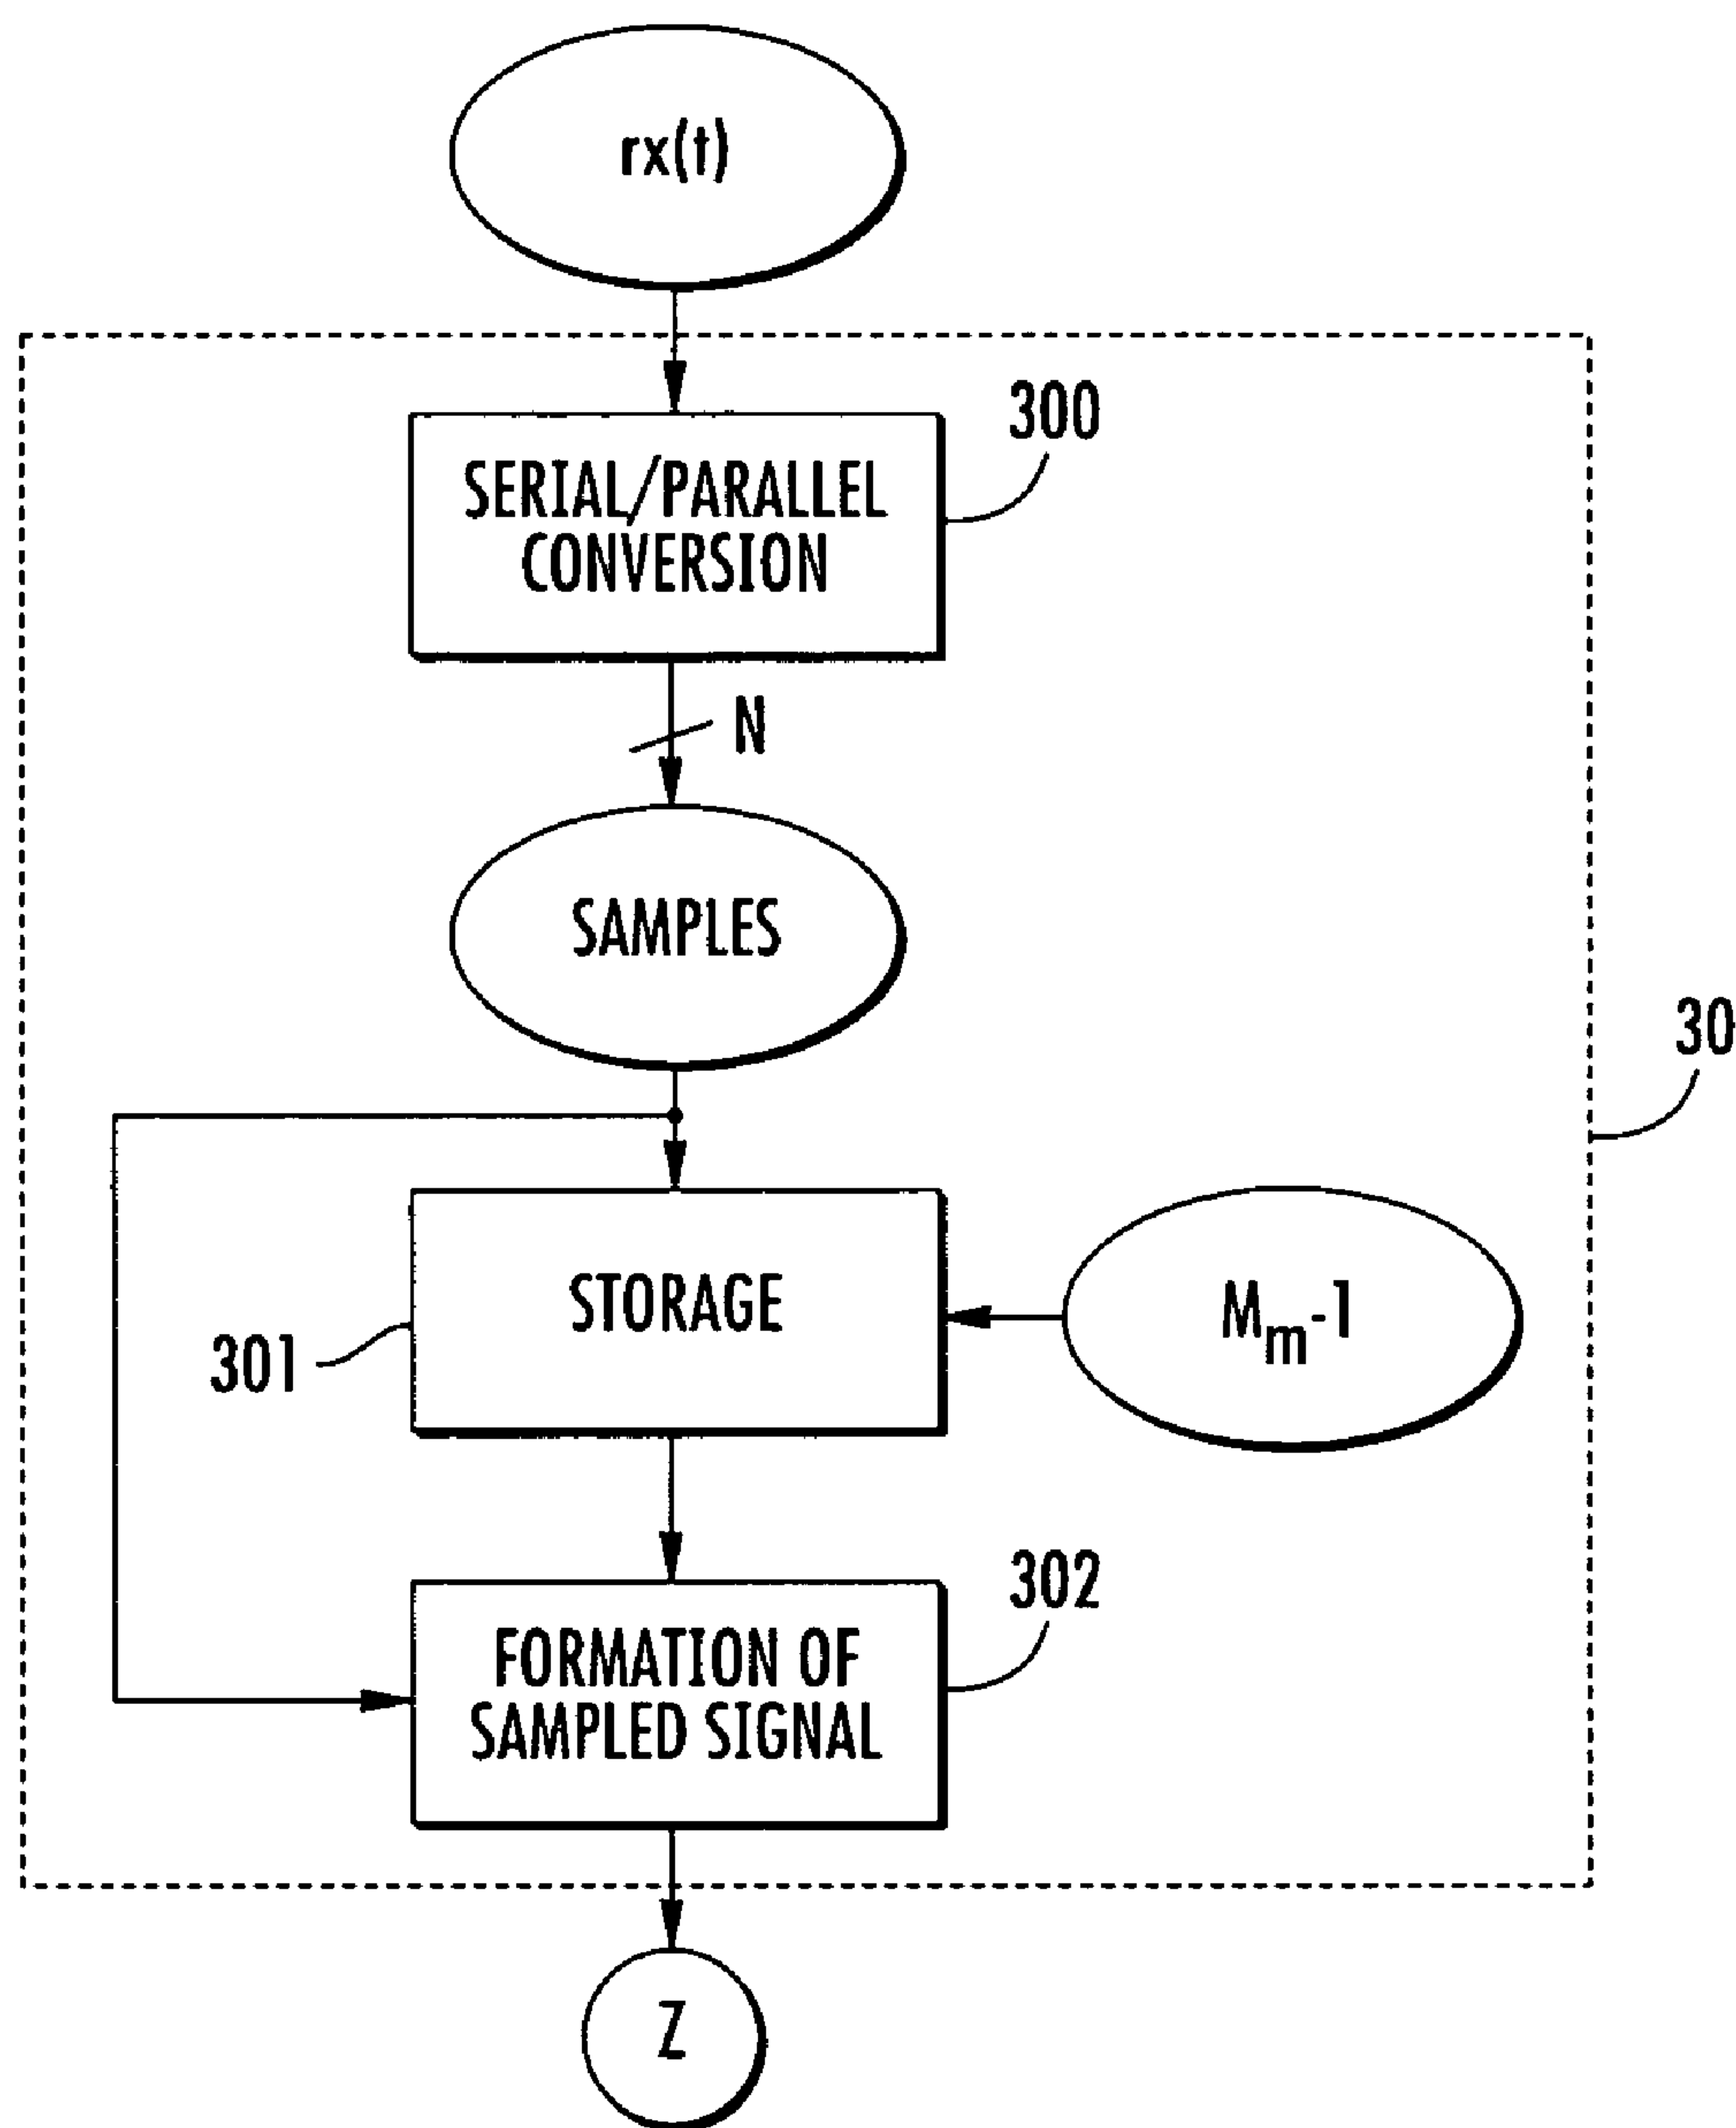 rx(t)
300
SERIAL/PARALLEL
CONVERSION
N
SAMPLES
30
STORAGE
Mm-1
301
302
FORMATION OF
SAMPLED SIGNAL
Z